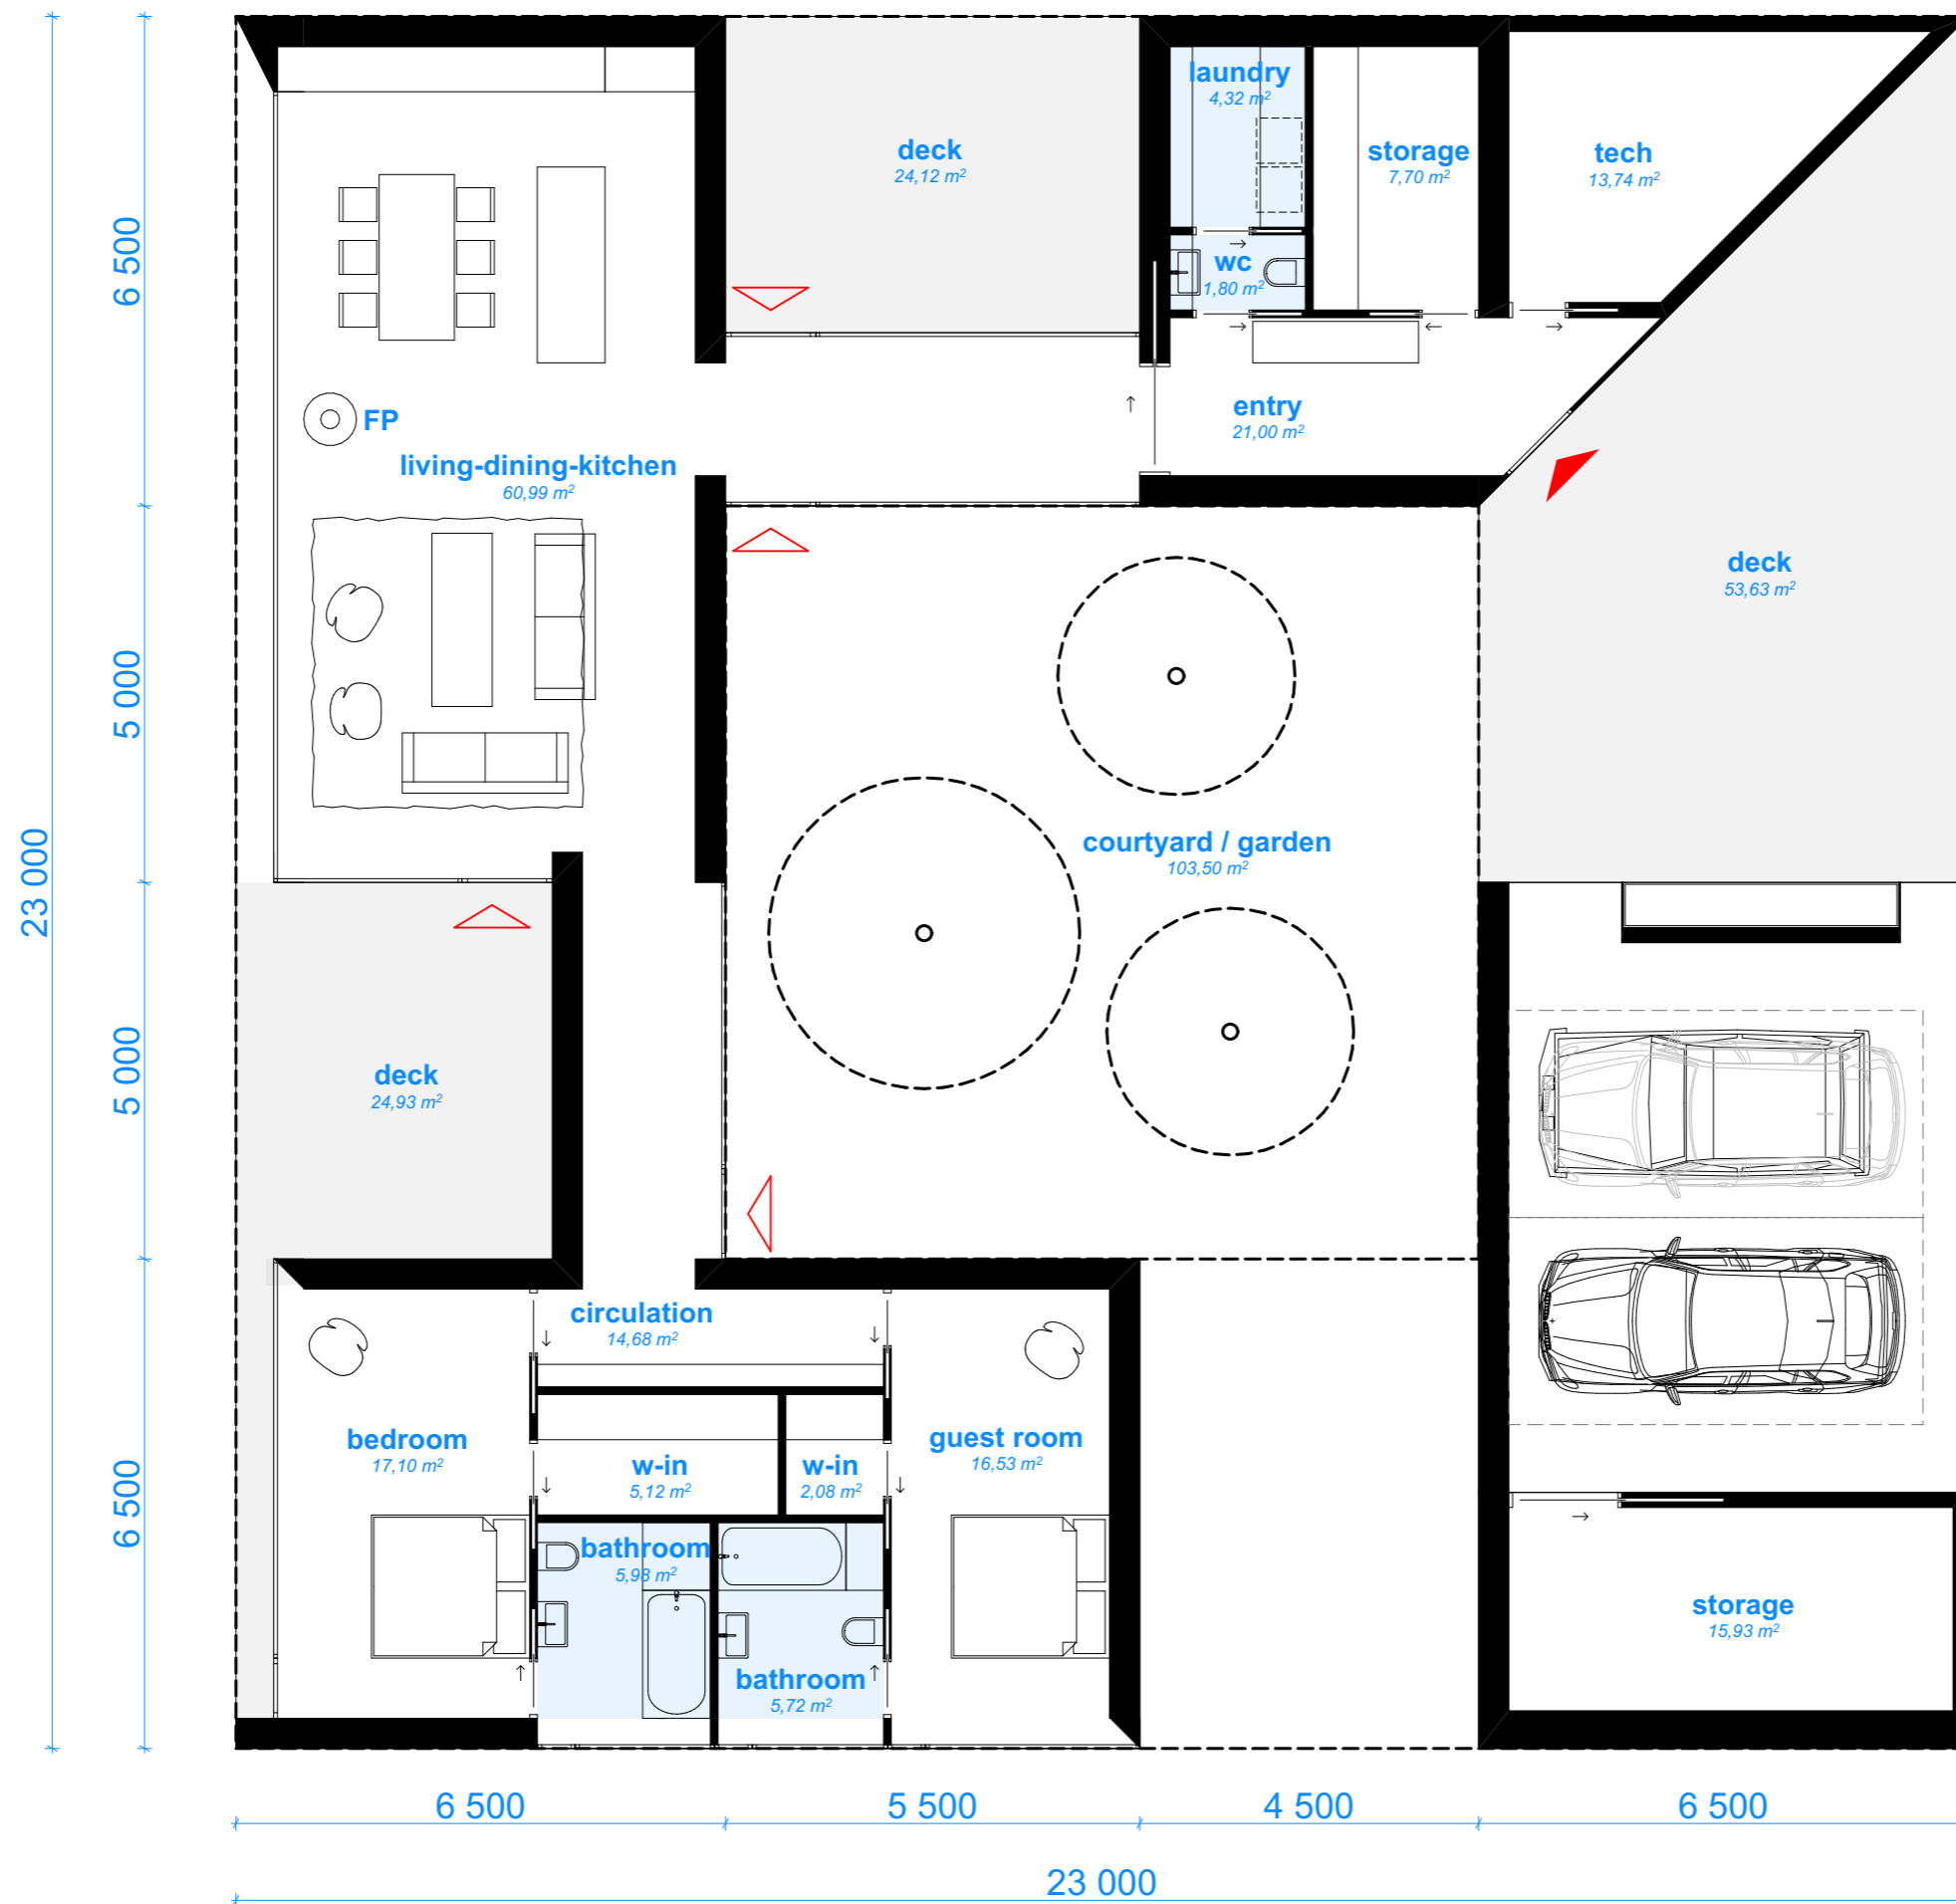 laundry
4,32 m²
deck
24,12 m²
storage
7,70 m²
tech
13,74 m²
wc
1,80 m²
6 500
entry
21,00 m²
FP
living-dining-kitchen
60,99 m²
deck
53,63 m²
5 000
courtyard / garden
103,50 m²
23 000
deck
24,93 m²
5 000
circulation
14,68 m²
bedroom
17,10 m²
w-in
5,12 m²
w-in
2,08 m²
guest room
16,53 m²
6 500
bathroom
5,98 m²
storage
15,93 m²
bathroom
5,72 m²
6 500
5 500
4 500
6 500
23 000